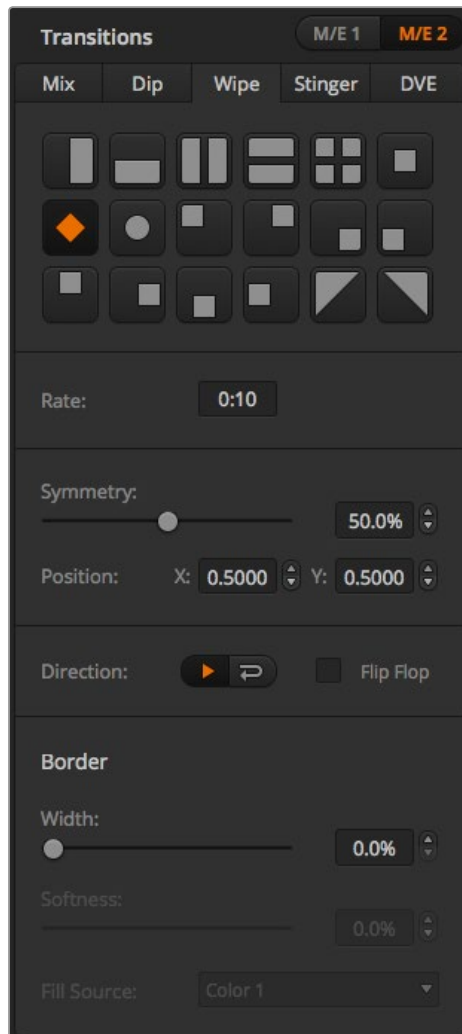 Transitions M/E 1 M/E 2
Mix Dip Wipe Stinger DVE
Rate: 0:10
Symmetry:
50.0%
Position: X: 0.5000 Y: 0.5000
Direction: Flip Flop
Border
Width:
0.0%
Softness:
0.0%
Fill Source: Color 1